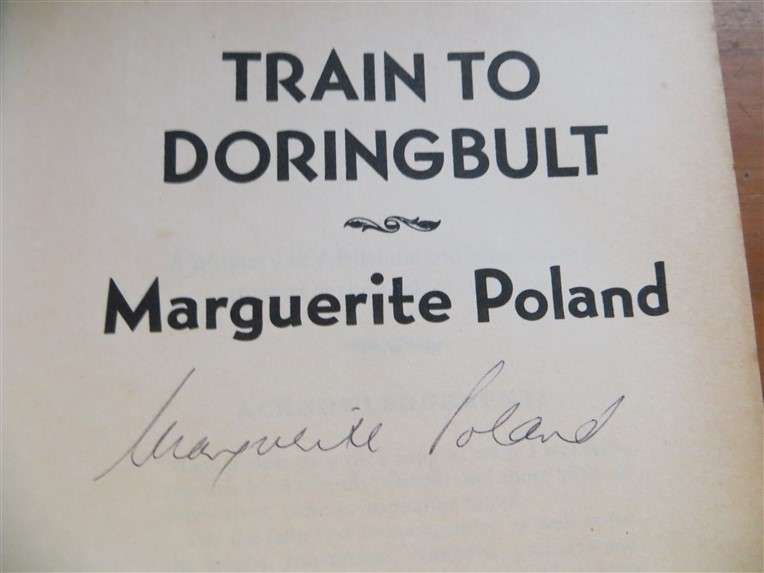 TRAIN TO
DORINGBULT
Marguerite Poland
Marguerite Poland